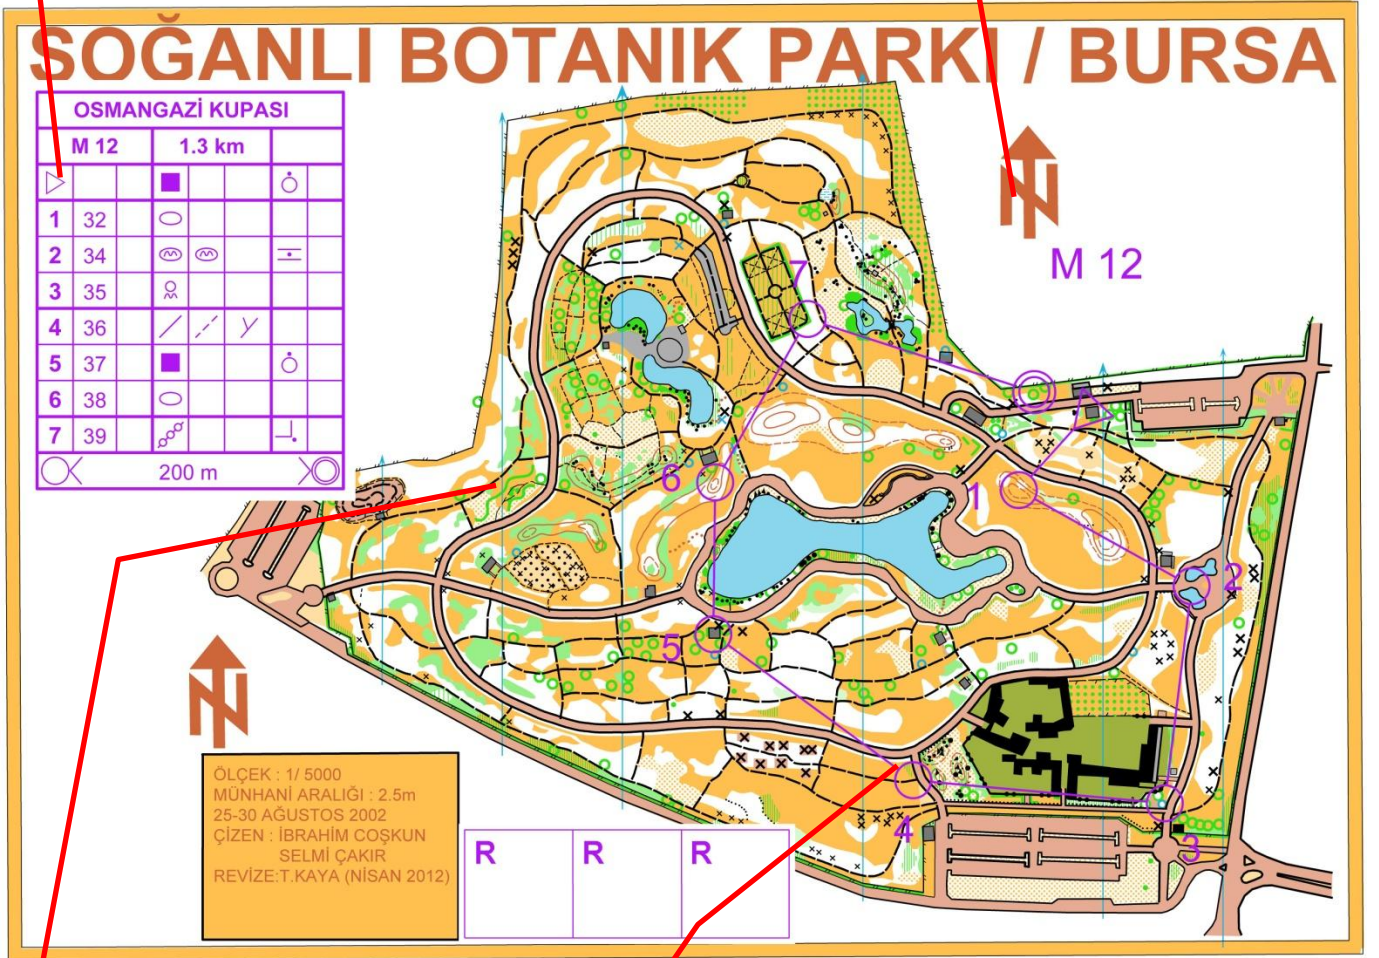 SOĞANLI BOTANIK PARKI / BURSA
OSMANGAZİ KUPASI
M 12 1.3 km
1 32
2 34
3 35
4 36
5 37
6 38
7 39
200 m
N
M 12
7
6
1
2
5
4
3
N
ÖLÇEK : 1/ 5000
MÜNHANİ ARALIĞI : 2.5m
25-30 AĞUSTOS 2002
ÇİZEN : İBRAHİM COŞKUN
SELMİ ÇAKIR
REVİZE:T.KAYA (NİSAN 2012)
R R R